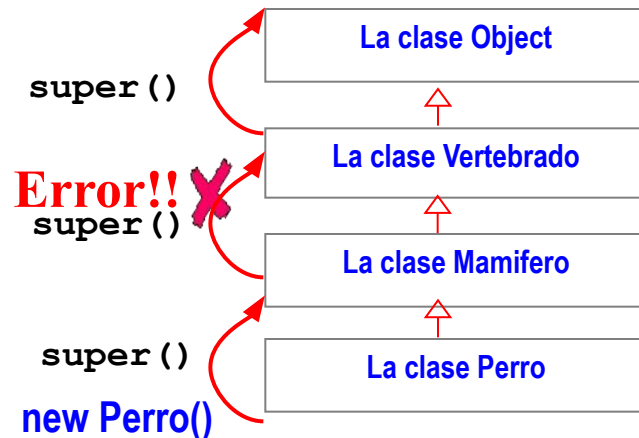 La clase Object
super()
La clase Vertebrado
Error!!
super()
La clase Mamifero
super()
La clase Perro
new Perro()